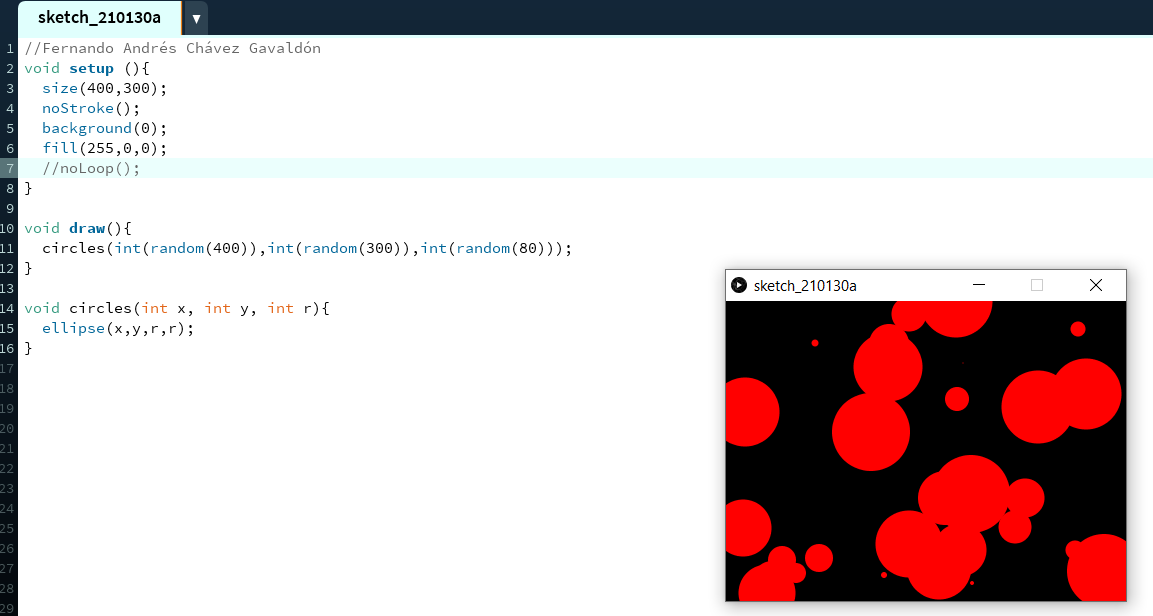 sketch_210130a ▼
1 //Fernando Andrés Chávez Gavaldón
2 void setup (){
3   size(400,300);
4   noStroke();
5   background(0);
6   fill(255,0,0);
7   //noLoop();
8 }
9
10 void draw(){
11   circles(int(random(400)),int(random(300)),int(random(80)));
12 }
13
14 void circles(int x, int y, int r){
15   ellipse(x,y,r,r);
16 }
17
18
19
20
21
22
23
24
25
26
27
28
29
sketch_210130a